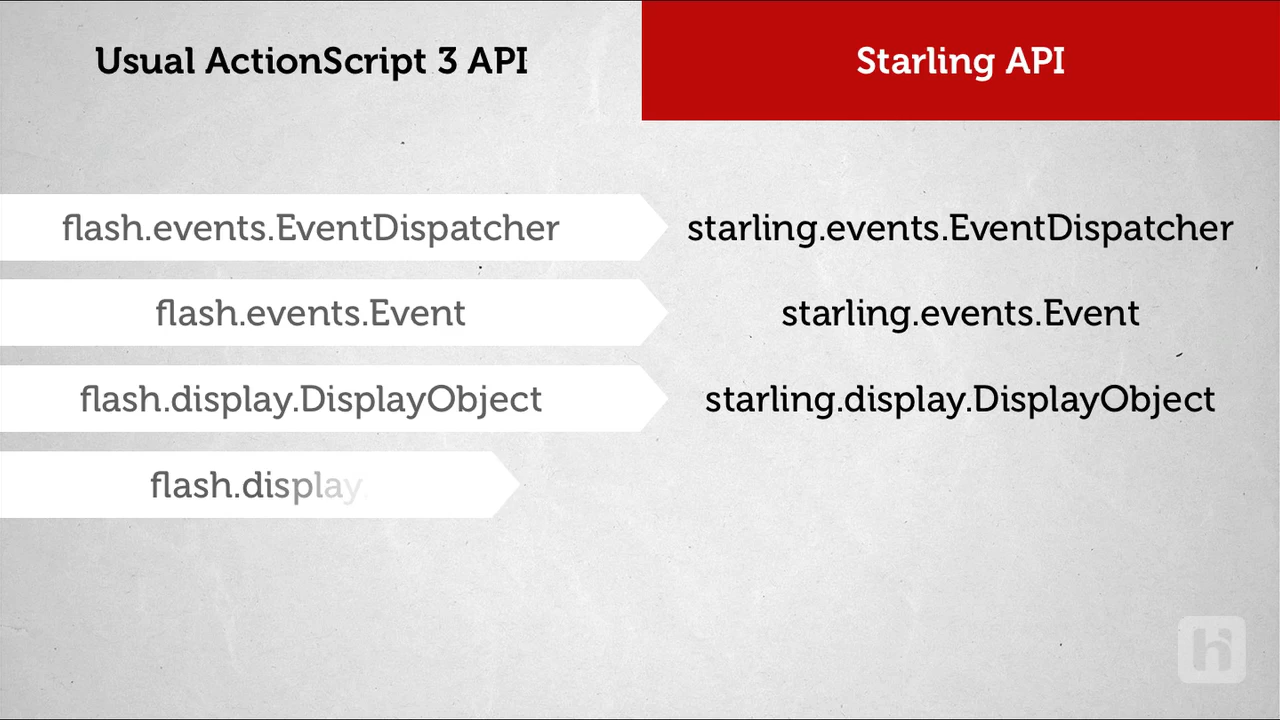 Usual ActionScript 3 API
Starling API
flash.events.EventDispatcher
starling.events.EventDispatcher
flash.events.Event
starling.events.Event
flash.display.DisplayObject
starling.display.DisplayObject
flash.display.
h